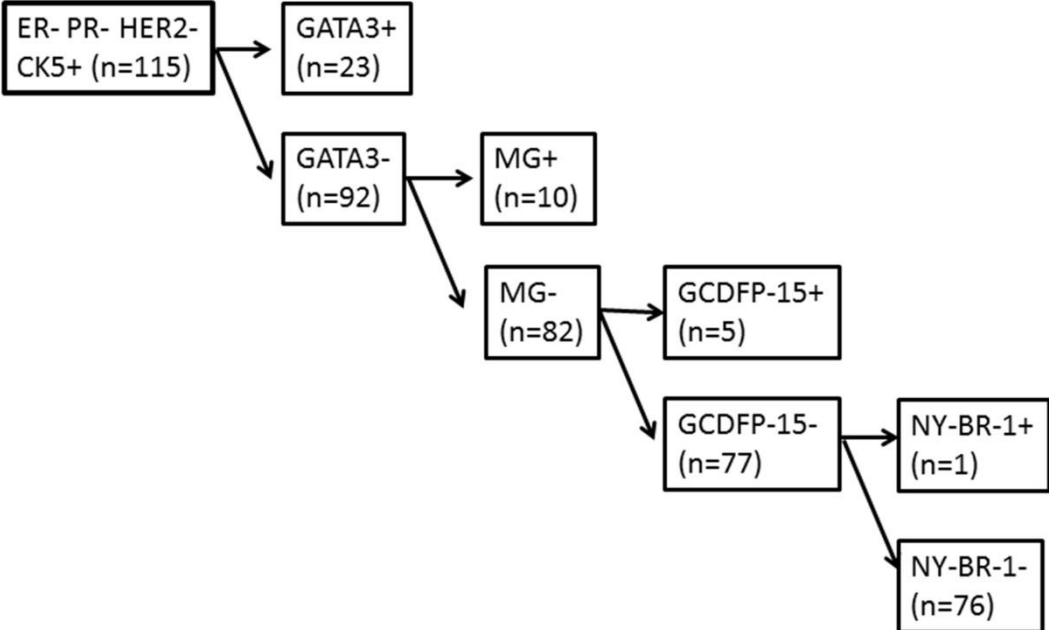 ER- PR- HER2-
CK5+ (n=115)
GATA3+
(n=23)
GATA3-
(n=92)
MG+
(n=10)
MG-
(n=82)
GCDFP-15+
(n=5)
GCDFP-15-
(n=77)
NY-BR-1+
(n=1)
NY-BR-1-
(n=76)